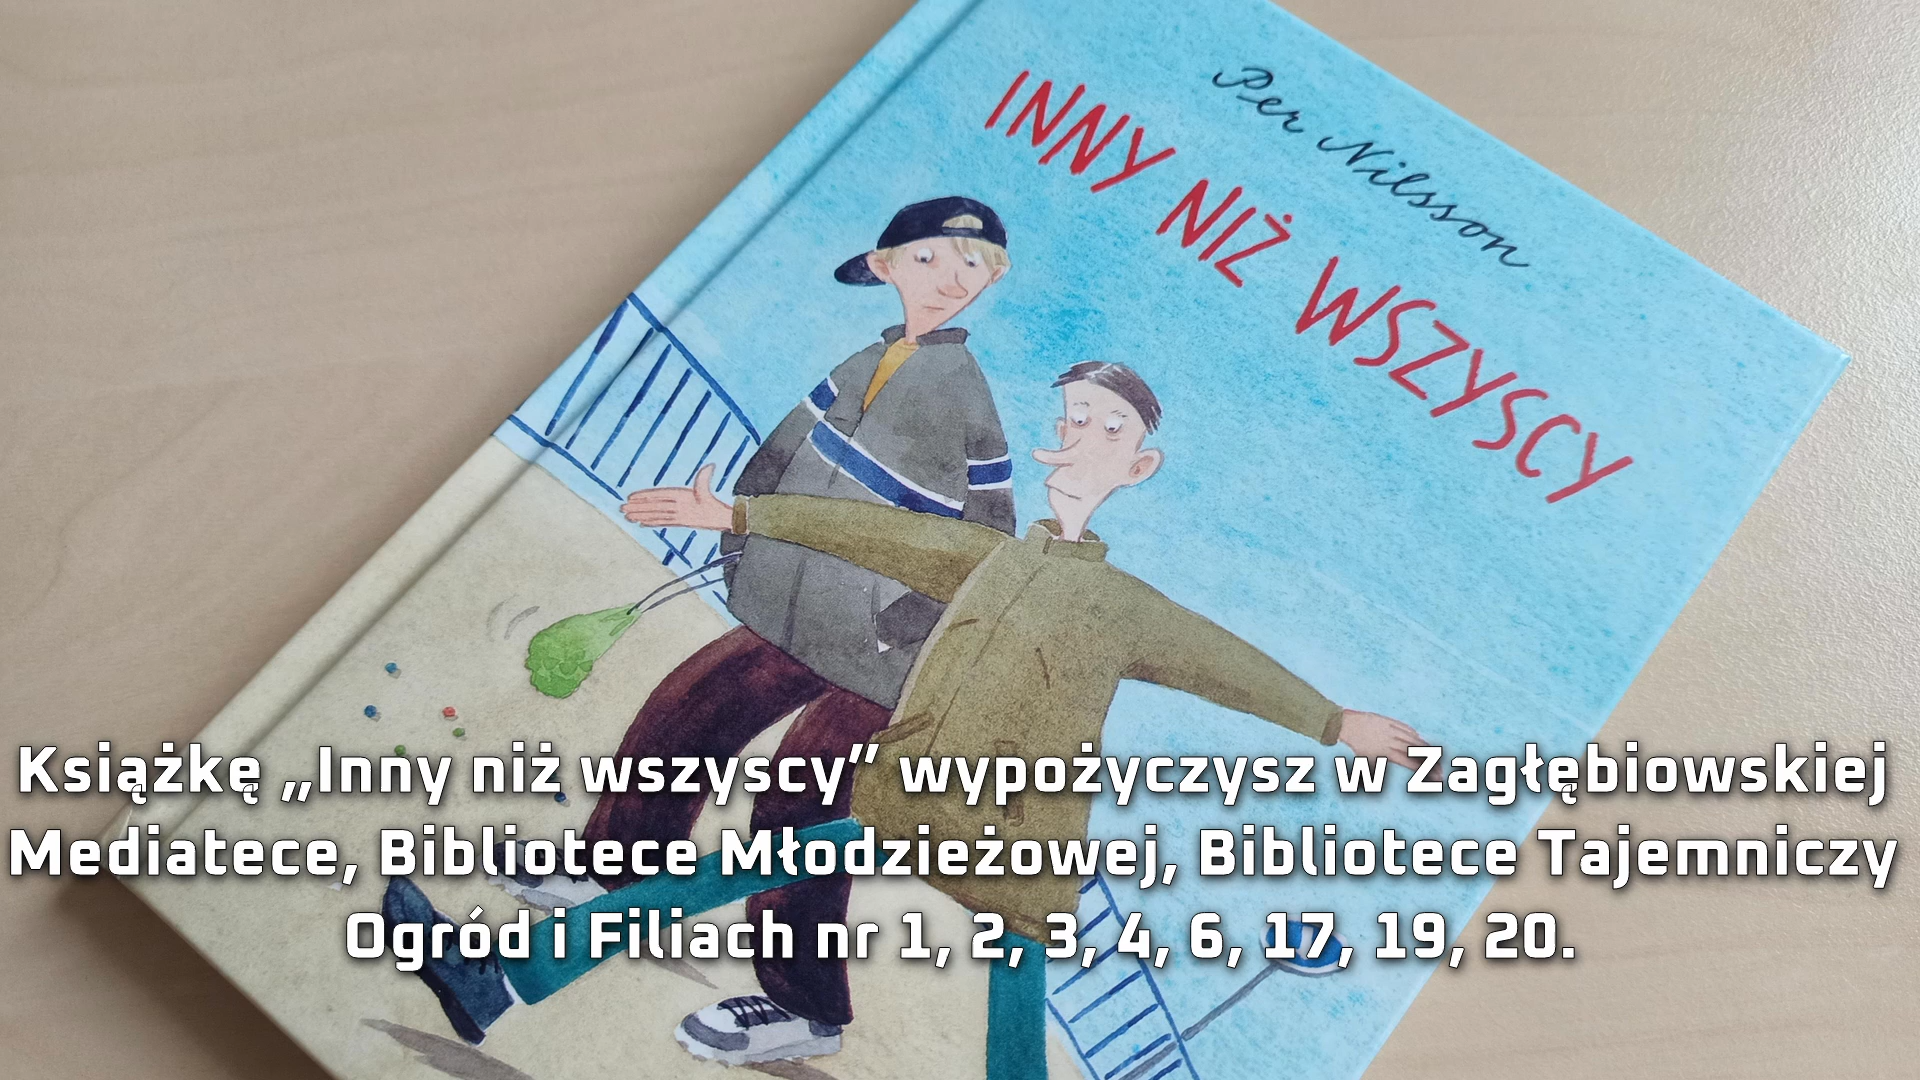 Per Nilsson
INNY NIŻ WSZYSCY
Książkę „Inny niż wszyscy” wypożyczysz w Zagłębiowskiej
Mediatece, Bibliotece Młodzieżowej, Bibliotece Tajemniczy
Ogród i Filiach nr 1, 2, 3, 4, 6, 17, 19, 20.